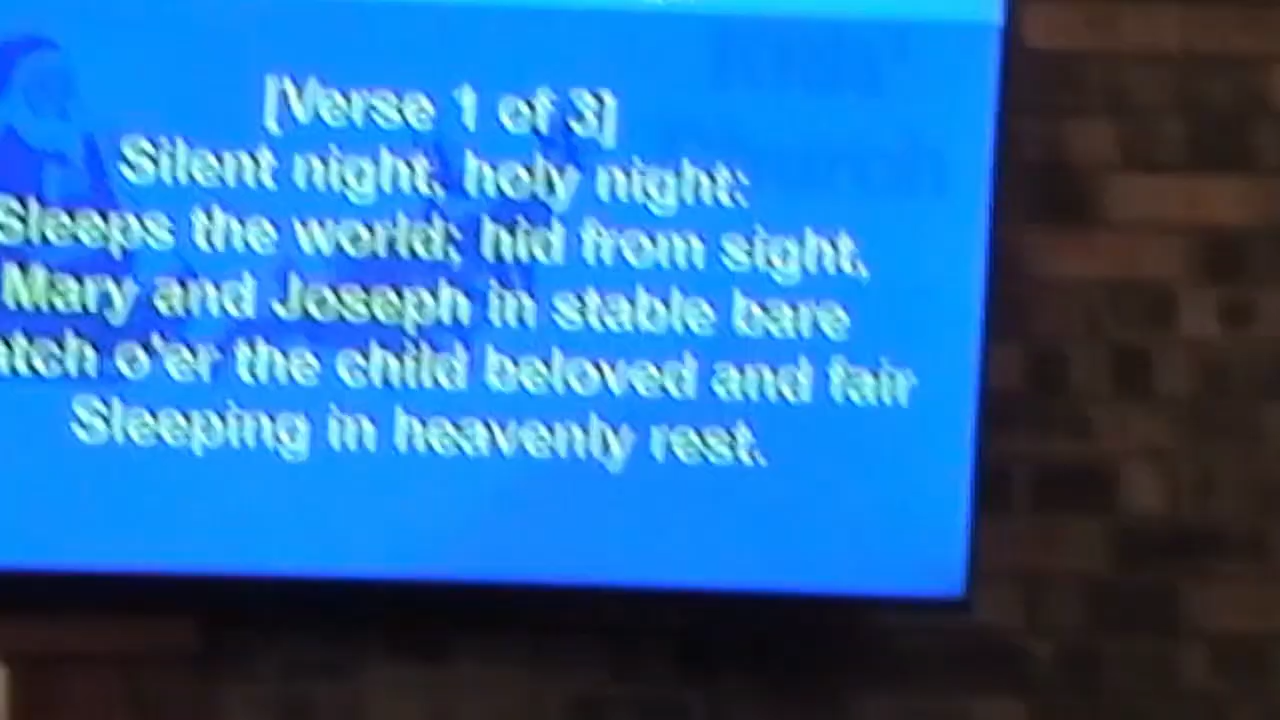 [Verse 1 of 3]
Silent night, holy night:
Sleeps the world; hid from sight,
Mary and Joseph in stable bare
atch o'er the child beloved and fair
Sleeping in heavenly rest.